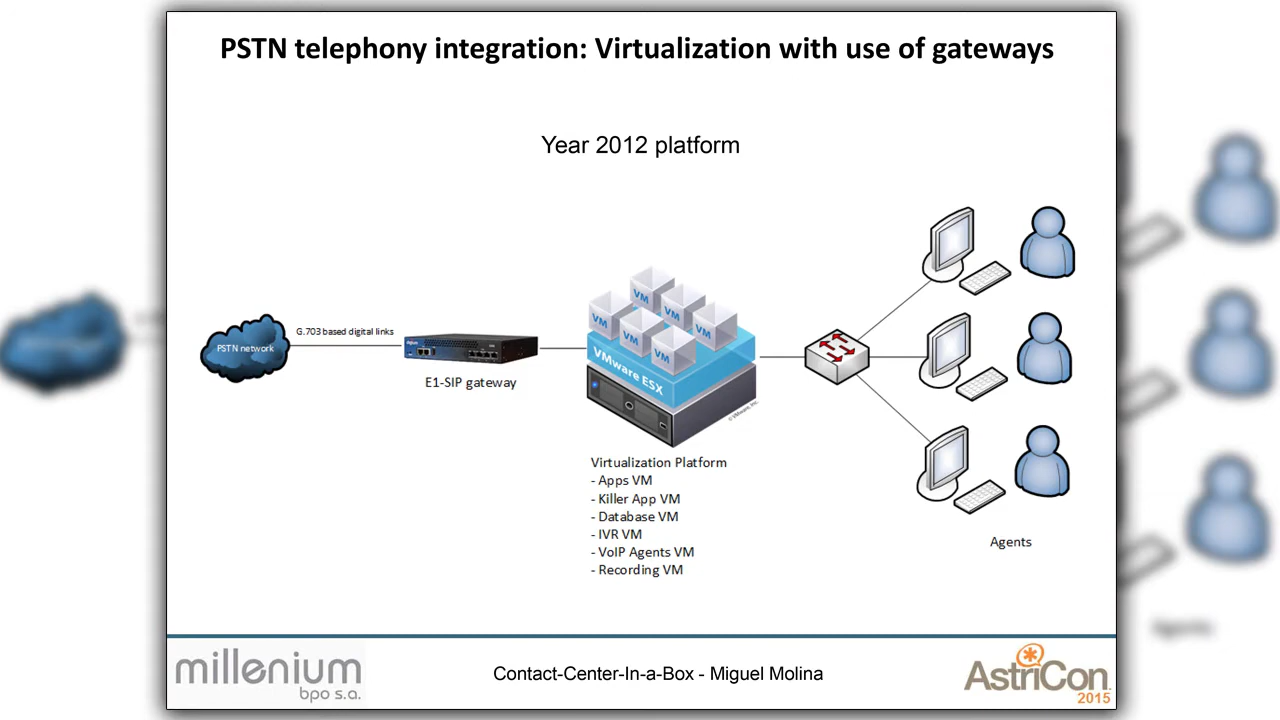 PSTN telephony integration: Virtualization with use of gateways
Year 2012 platform
PSTN network
G.703 based digital links
E1-SIP gateway
VM
VM
VM
VM
VM
VM
VMware ESX
© VMware, Inc.
Virtualization Platform
- Apps VM
- Killer App VM
- Database VM
- IVR VM
- VoIP Agents VM
- Recording VM
Agents
millenium
bpo s.a.
Contact-Center-In-a-Box - Miguel Molina
AstriCon
2015